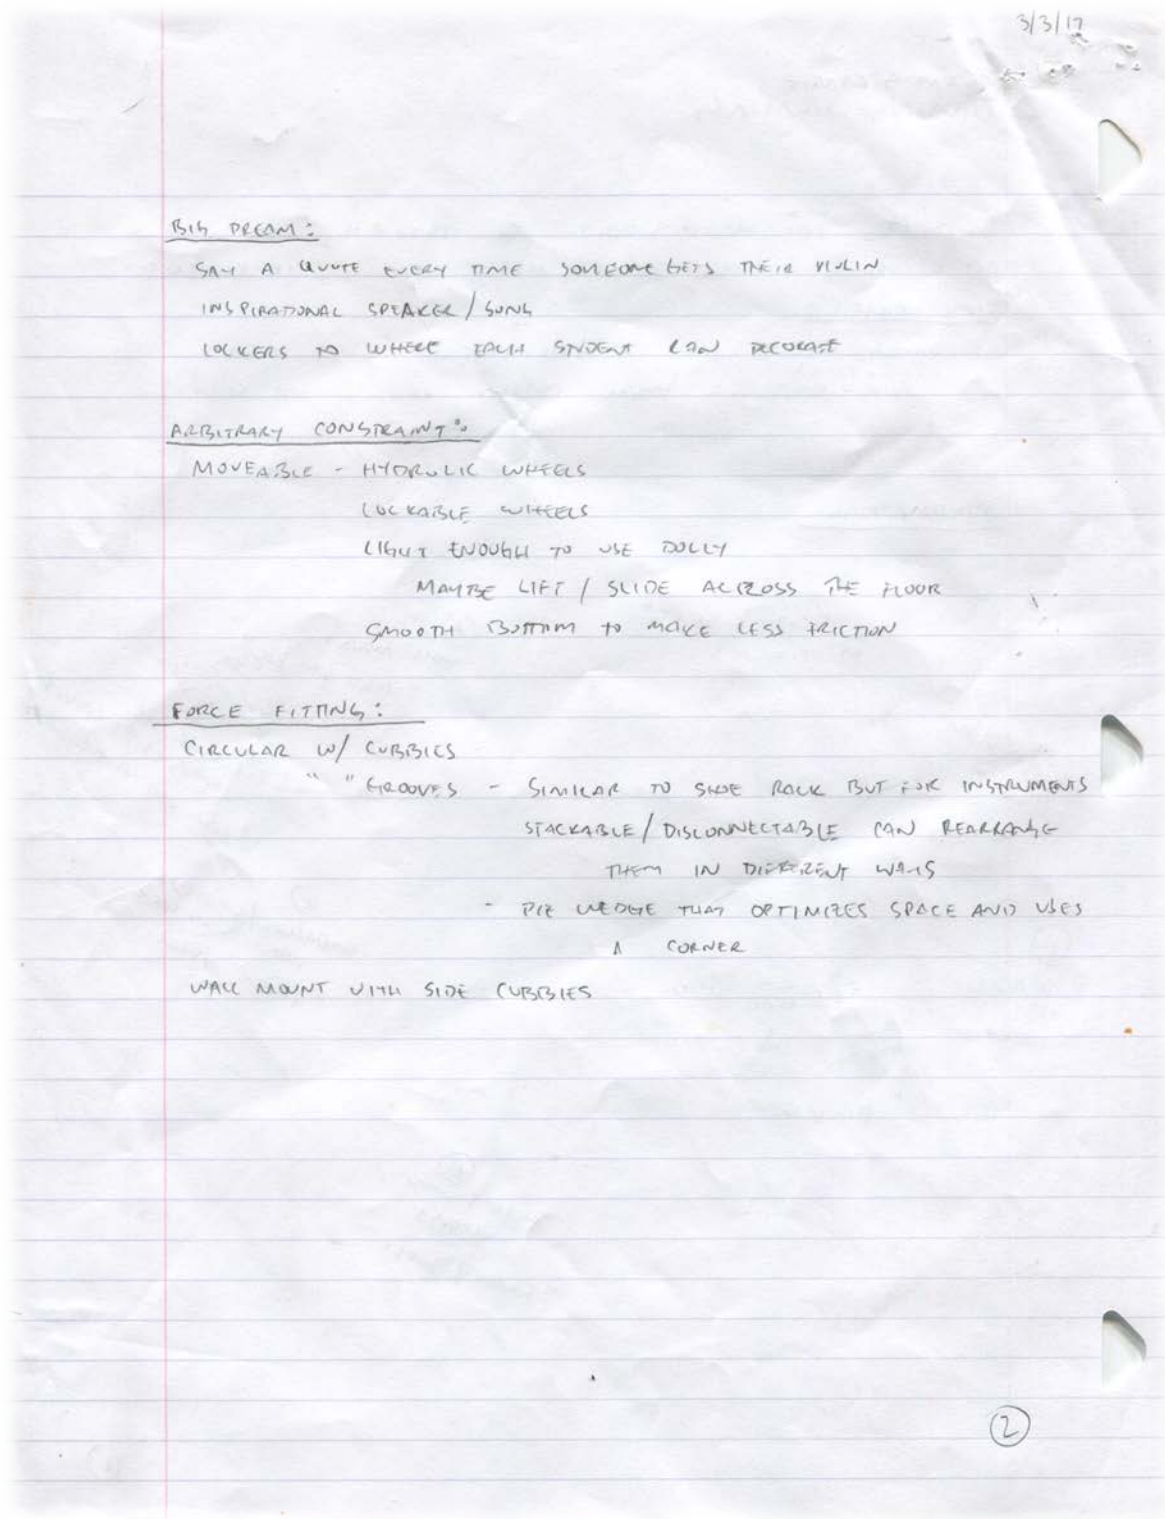 3/3/17
BIG DREAM:
SAY A QUOTE EVERY TIME SOMEONE GETS THEIR VIOLIN
INSPIRATIONAL SPEAKER/SONG
LOCKERS TO WHERE EACH STUDENT CAN DECORATE
ARBITRARY CONSTRAINT:
MOVEABLE - HYDROLIC WHEELS
LOCKABLE WHEELS
LIGHT ENOUGH TO USE DOLLY
MAYBE LIFT / SLIDE ACROSS THE FLOOR
SMOOTH BOTTOM TO MAKE LESS FRICTION
FORCE FITTING:
CIRCULAR W/ CUBBIES
" " GROOVES - SIMILAR TO SHOE RACK BUT FOR INSTRUMENTS
STACKABLE/DISCONNECTABLE CAN REARRANGE
THEM IN DIFFERENT WAYS
- PIE WEDGE THAT OPTIMIZES SPACE AND USES
A CORNER
WALL MOUNT WITH SIDE CUBBIES
2